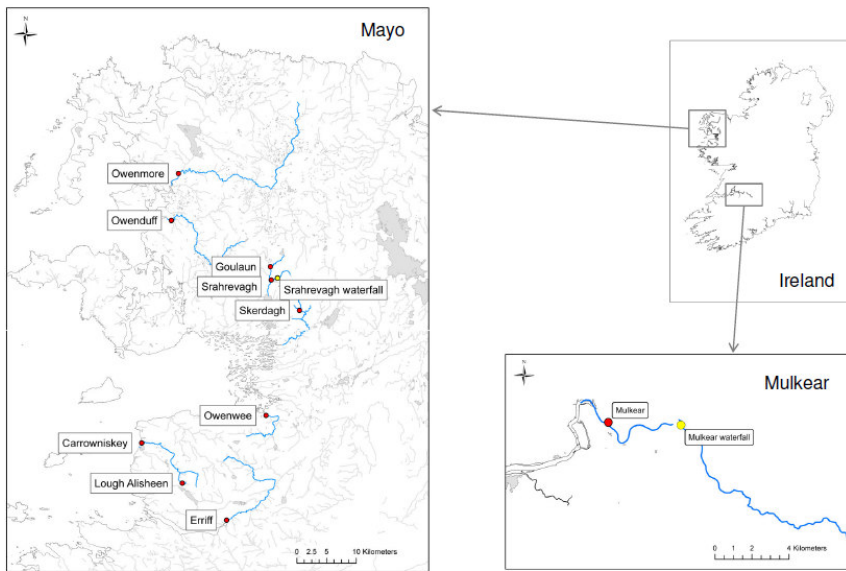 Mayo
N
Owenmore
Owenduff
Goulaun
Srahrevagh
Srahrevagh waterfall
Skerdagh
Owenwee
Carrowniskey
Lough Alisheen
Erriff
0 2.5 5 10 Kilometers
Ireland
Mulkear
N
Mulkear
Mulkear waterfall
0 1 2 4 Kilometers